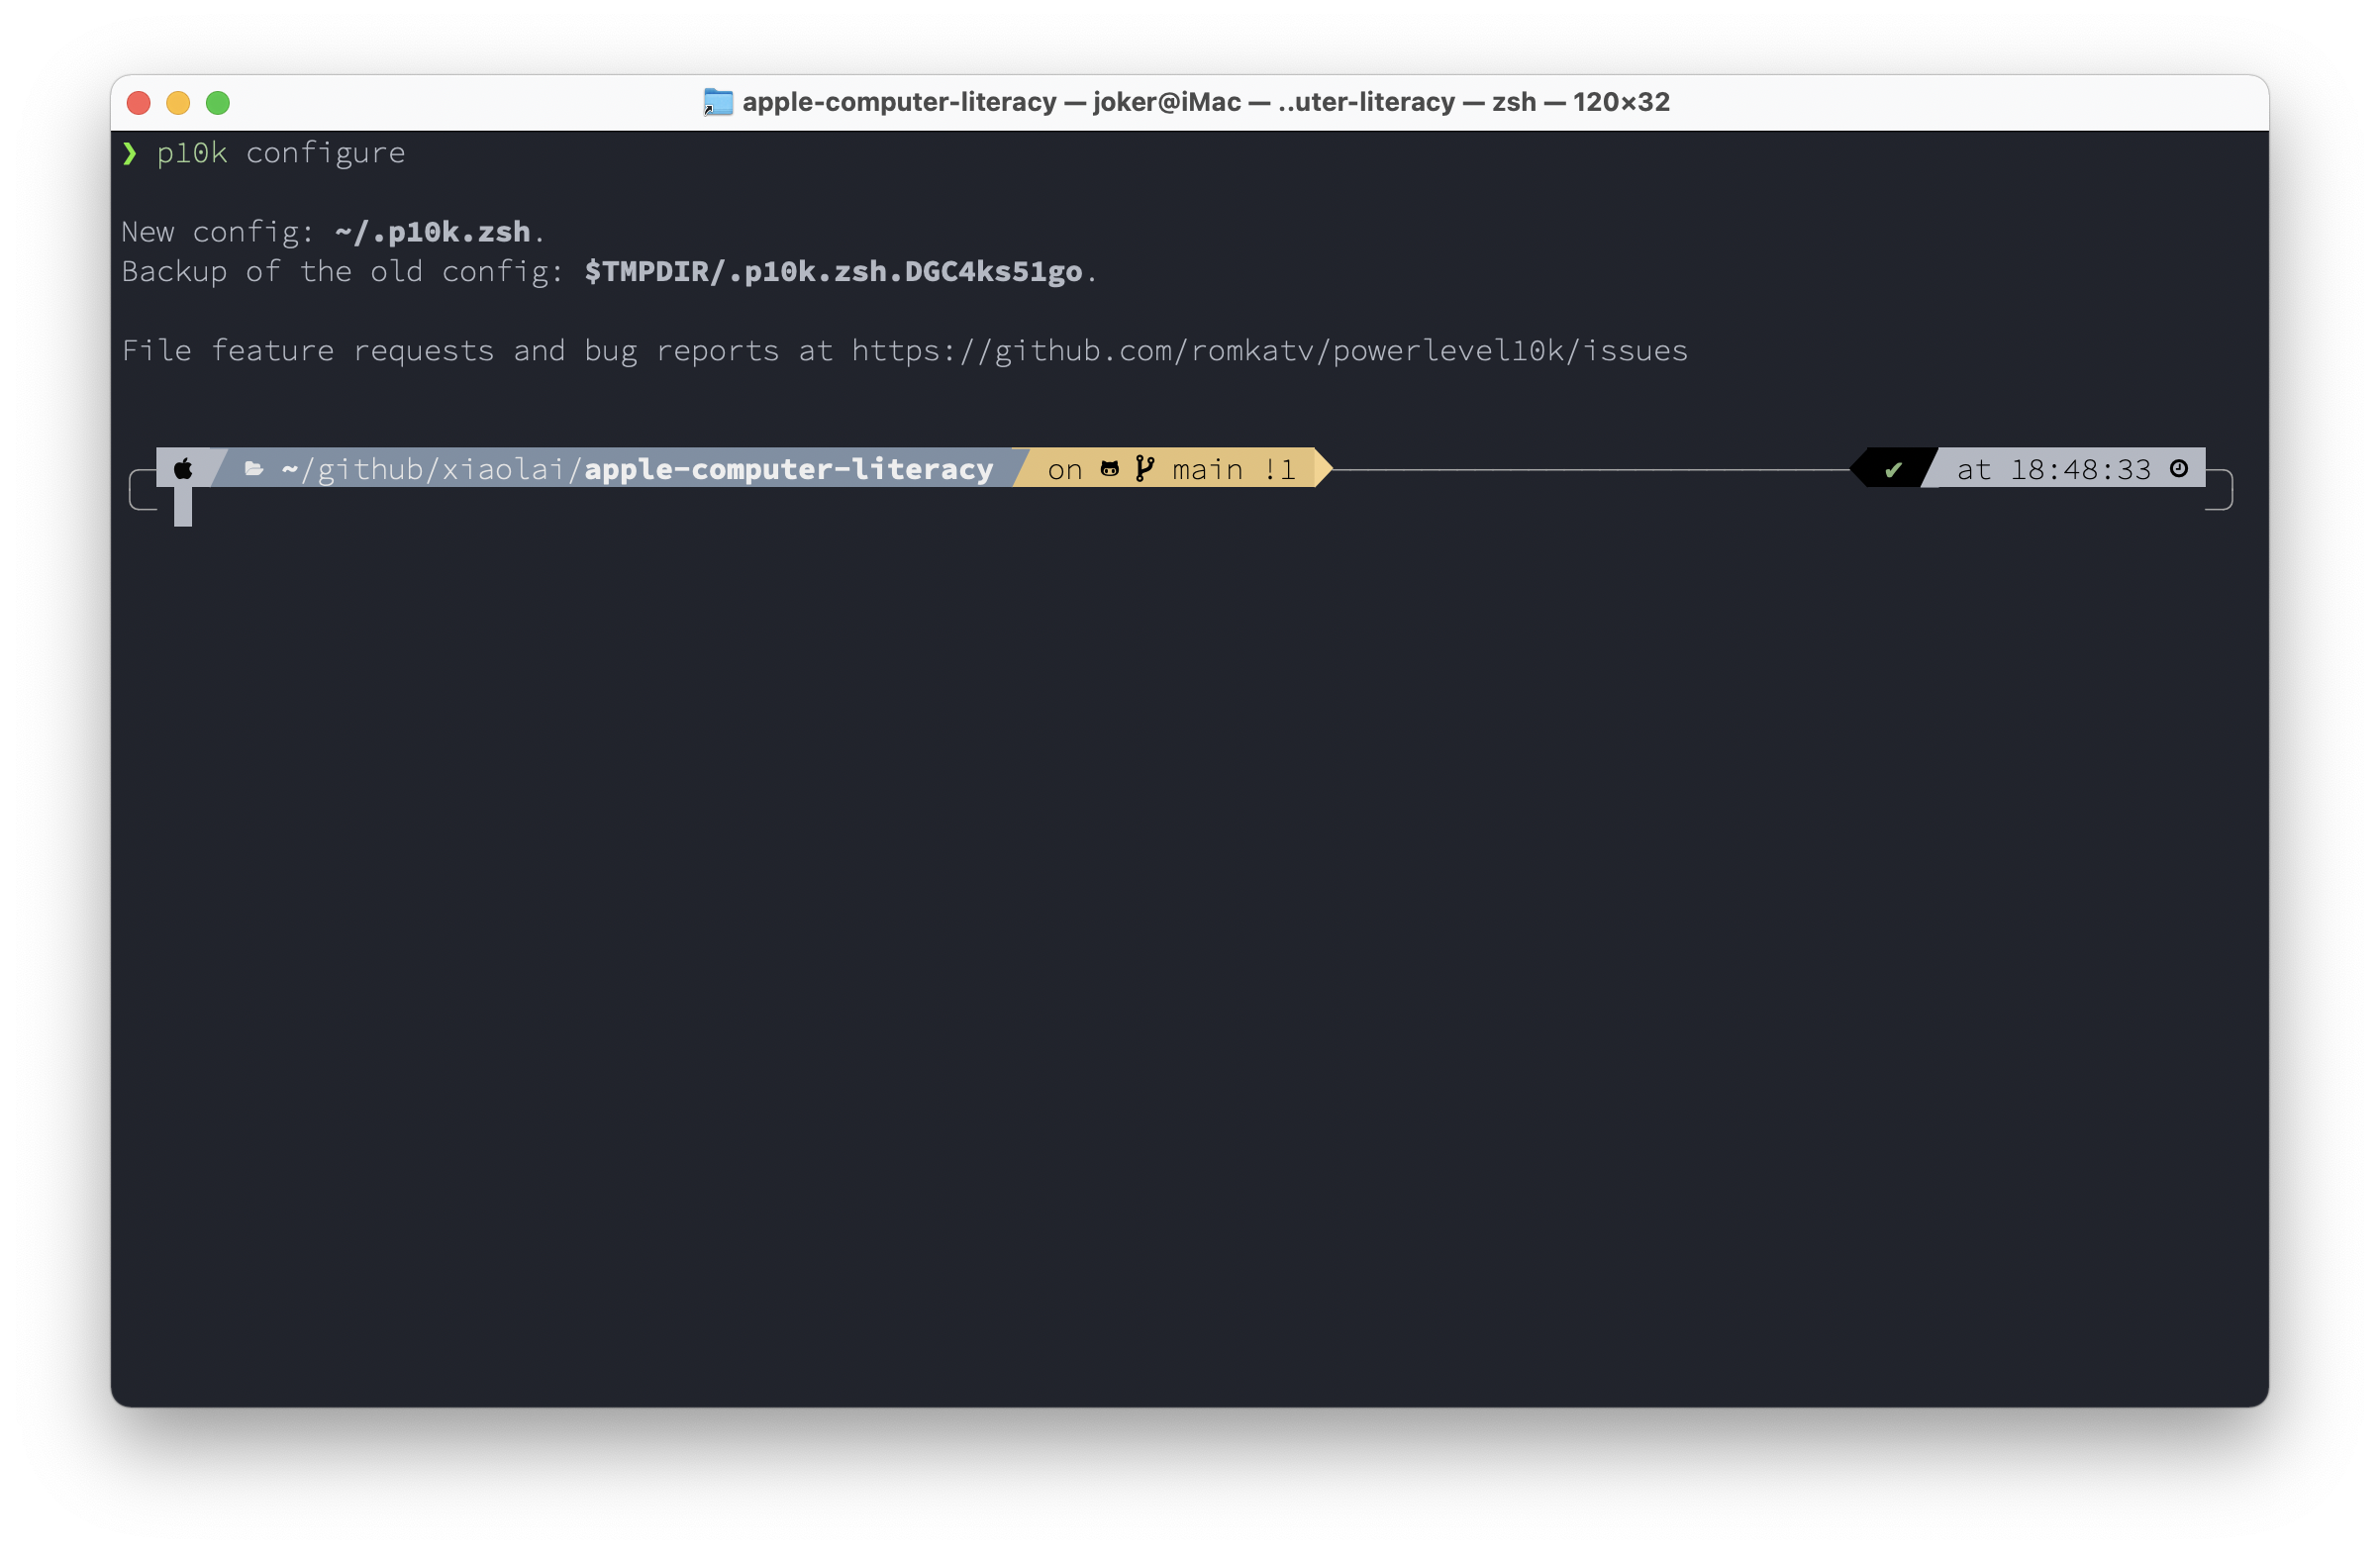 apple-computer-literacy — joker@iMac — ..uter-literacy — zsh — 120×32
❯ p10k configure
New config: ~/.p10k.zsh.
Backup of the old config: $TMPDIR/.p10k.zsh.DGC4ks51go.
File feature requests and bug reports at https://github.com/romkatv/powerlevel10k/issues
~/github/xiaolai/apple-computer-literacy on main !1 ✔ at 18:48:33